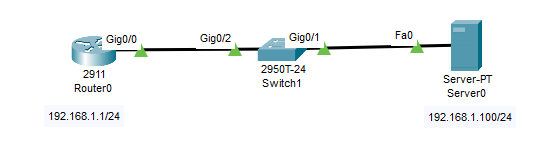 Gig0/0
Gig0/2
Gig0/1
Fa0
2911
Router0
2950T-24
Switch1
Server-PT
Server0
192.168.1.1/24
192.168.1.100/24